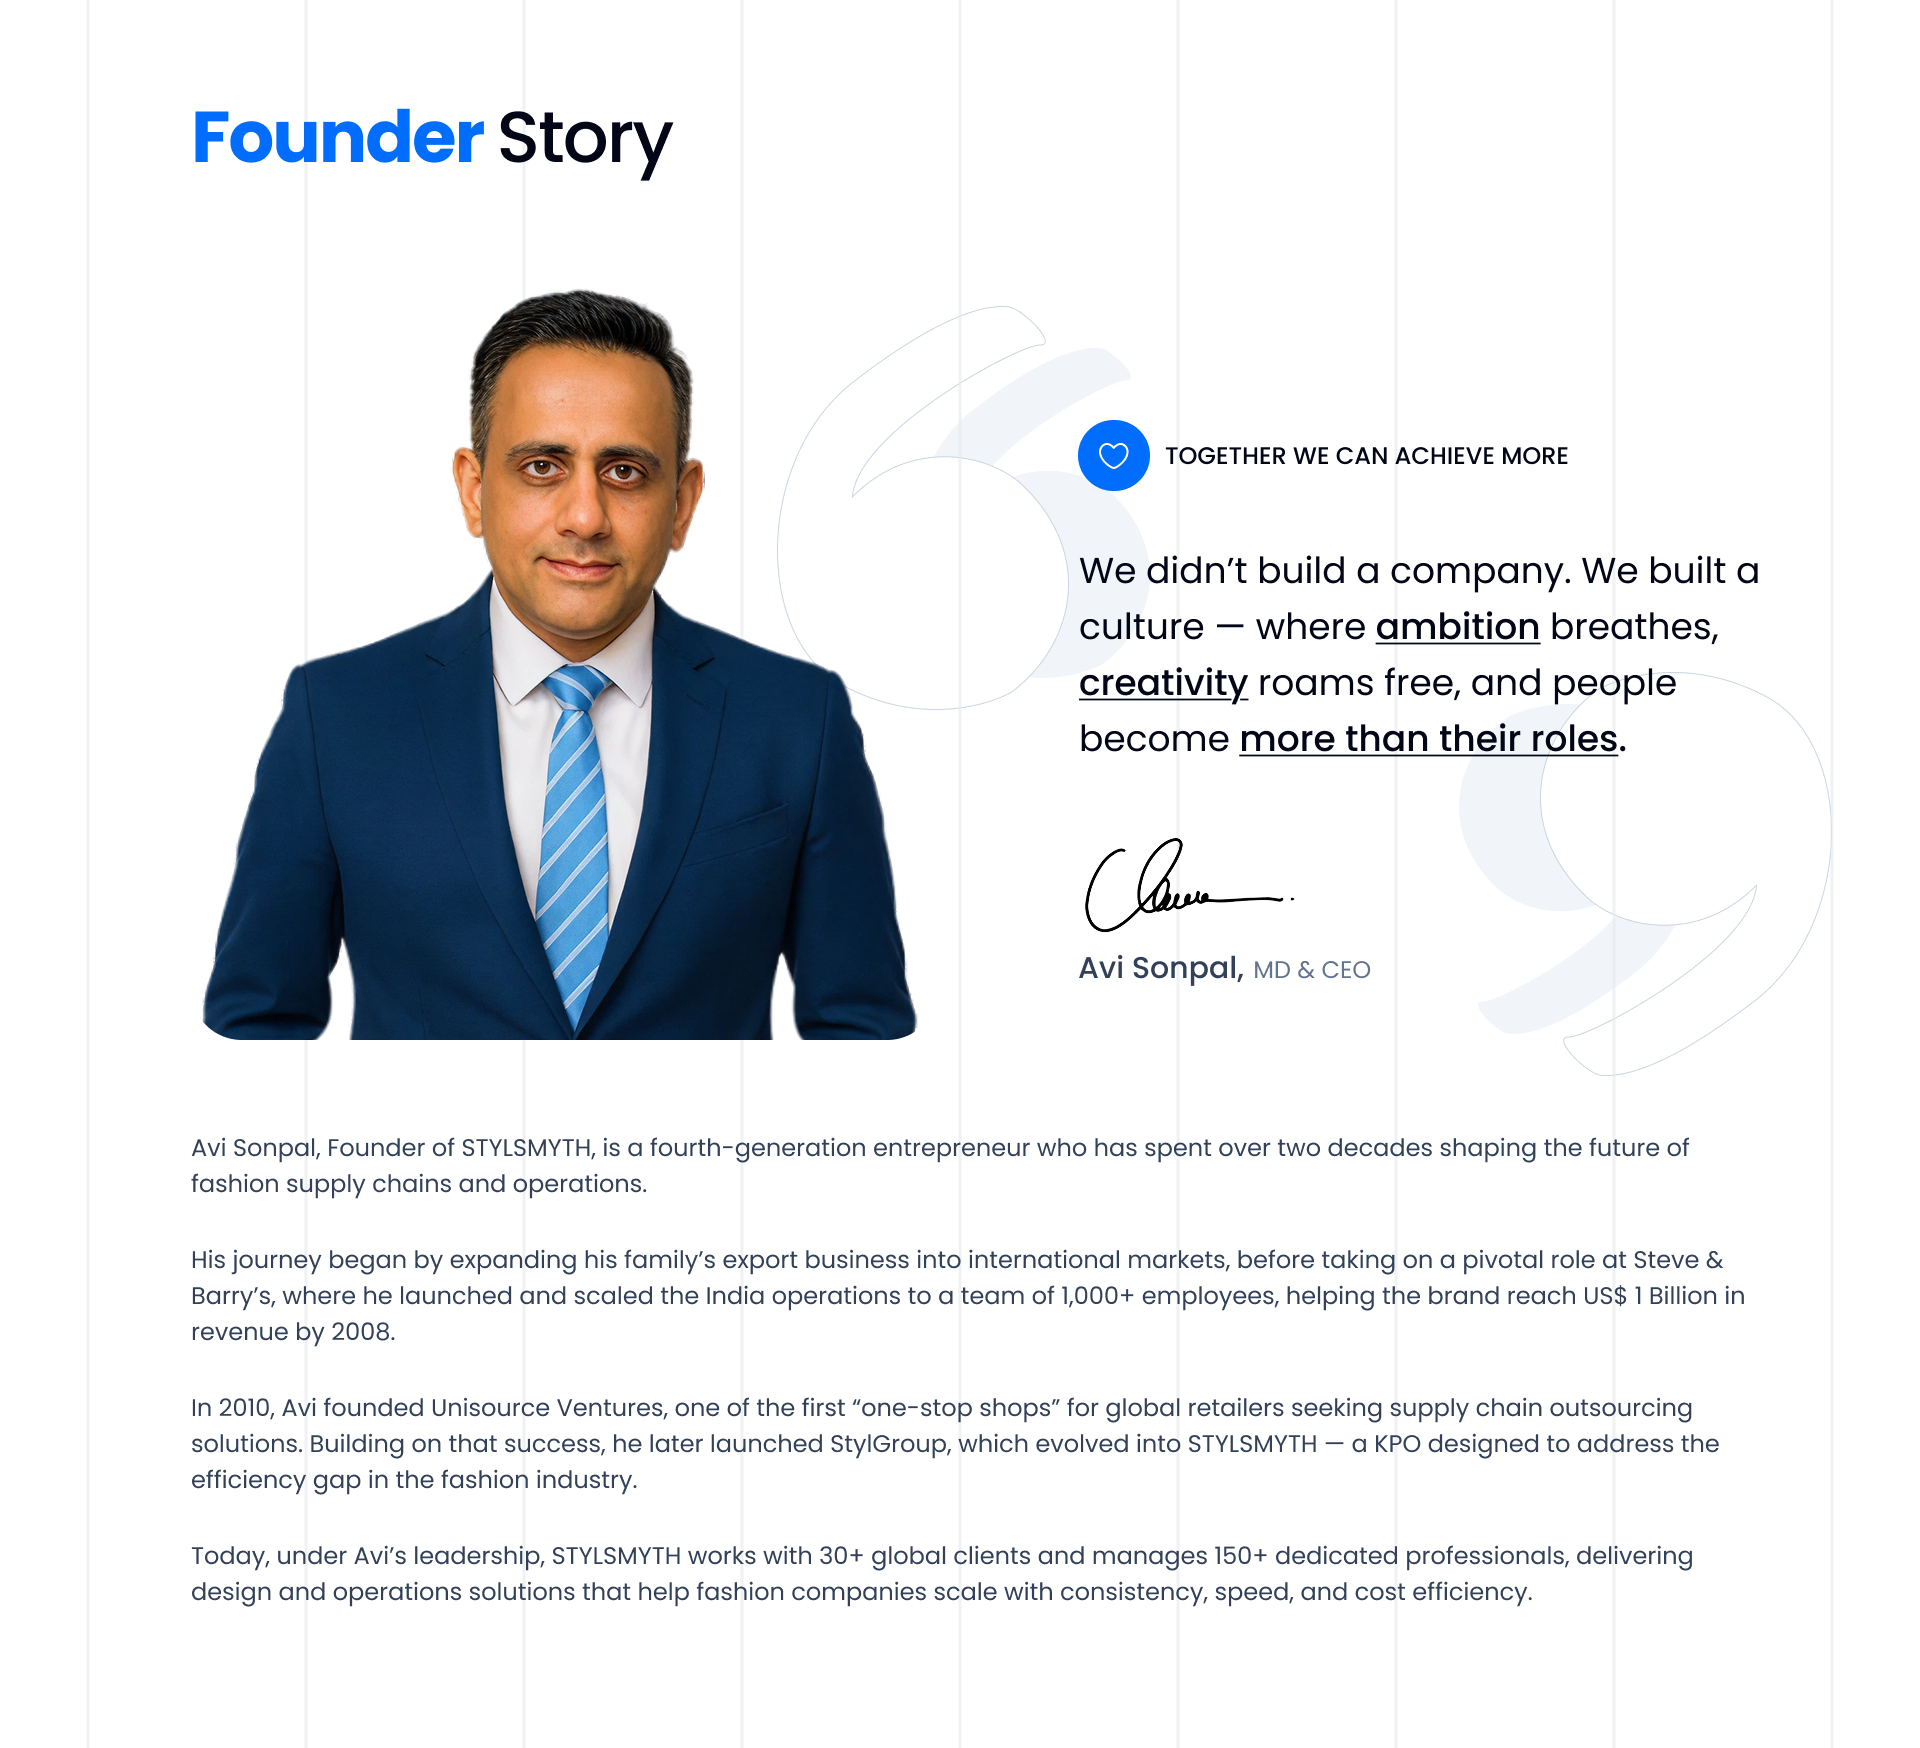 Founder Story
TOGETHER WE CAN ACHIEVE MORE
We didn’t build a company. We built a
culture — where ambition breathes,
creativity roams free, and people
become more than their roles.
Avi Sonpal, MD & CEO
Avi Sonpal, Founder of STYLSMYTH, is a fourth-generation entrepreneur who has spent over two decades shaping the future of
fashion supply chains and operations.
His journey began by expanding his family’s export business into international markets, before taking on a pivotal role at Steve &
Barry’s, where he launched and scaled the India operations to a team of 1,000+ employees, helping the brand reach US$ 1 Billion in
revenue by 2008.
In 2010, Avi founded Unisource Ventures, one of the first “one-stop shops” for global retailers seeking supply chain outsourcing
solutions. Building on that success, he later launched StylGroup, which evolved into STYLSMYTH — a KPO designed to address the
efficiency gap in the fashion industry.
Today, under Avi’s leadership, STYLSMYTH works with 30+ global clients and manages 150+ dedicated professionals, delivering
design and operations solutions that help fashion companies scale with consistency, speed, and cost efficiency.